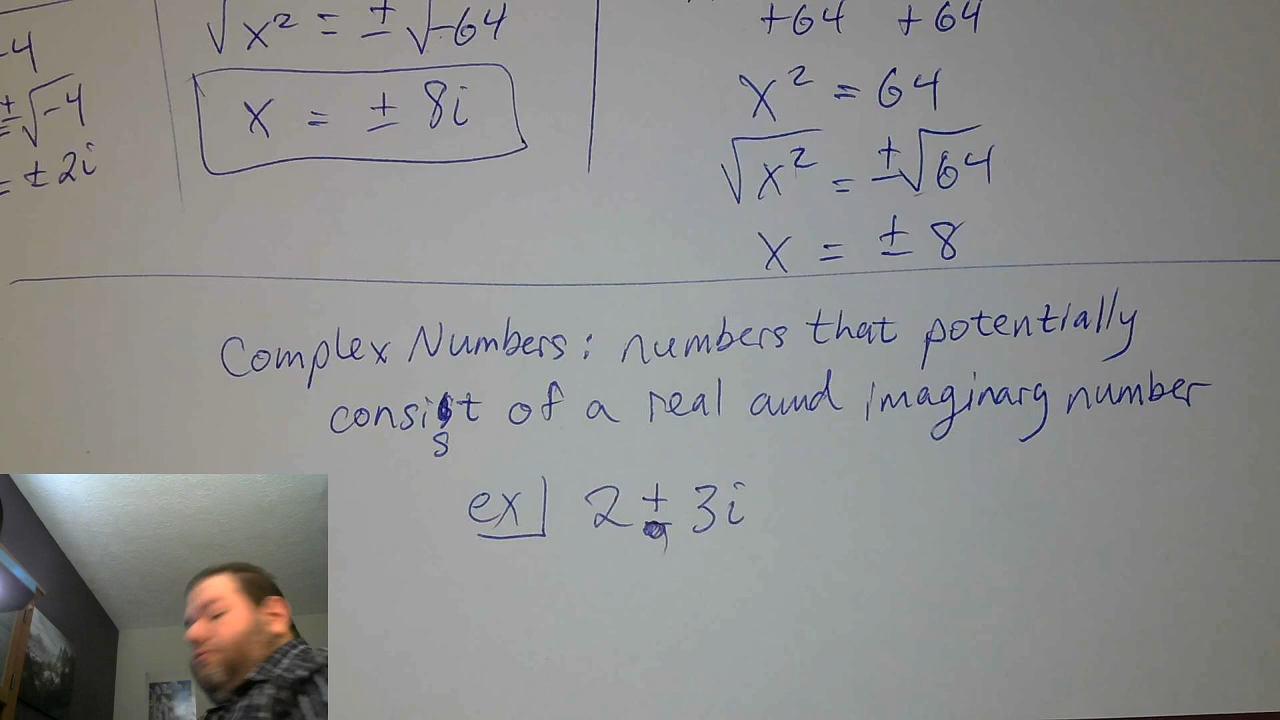 -4
± √-4
= ± 2i
√x² = ± √-64
x = ± 8i
+64 +64
x² = 64
√x² = ±√64
x = ± 8
Complex Numbers: numbers that potentially
consist of a real and imaginary number
ex] 2 + 3i